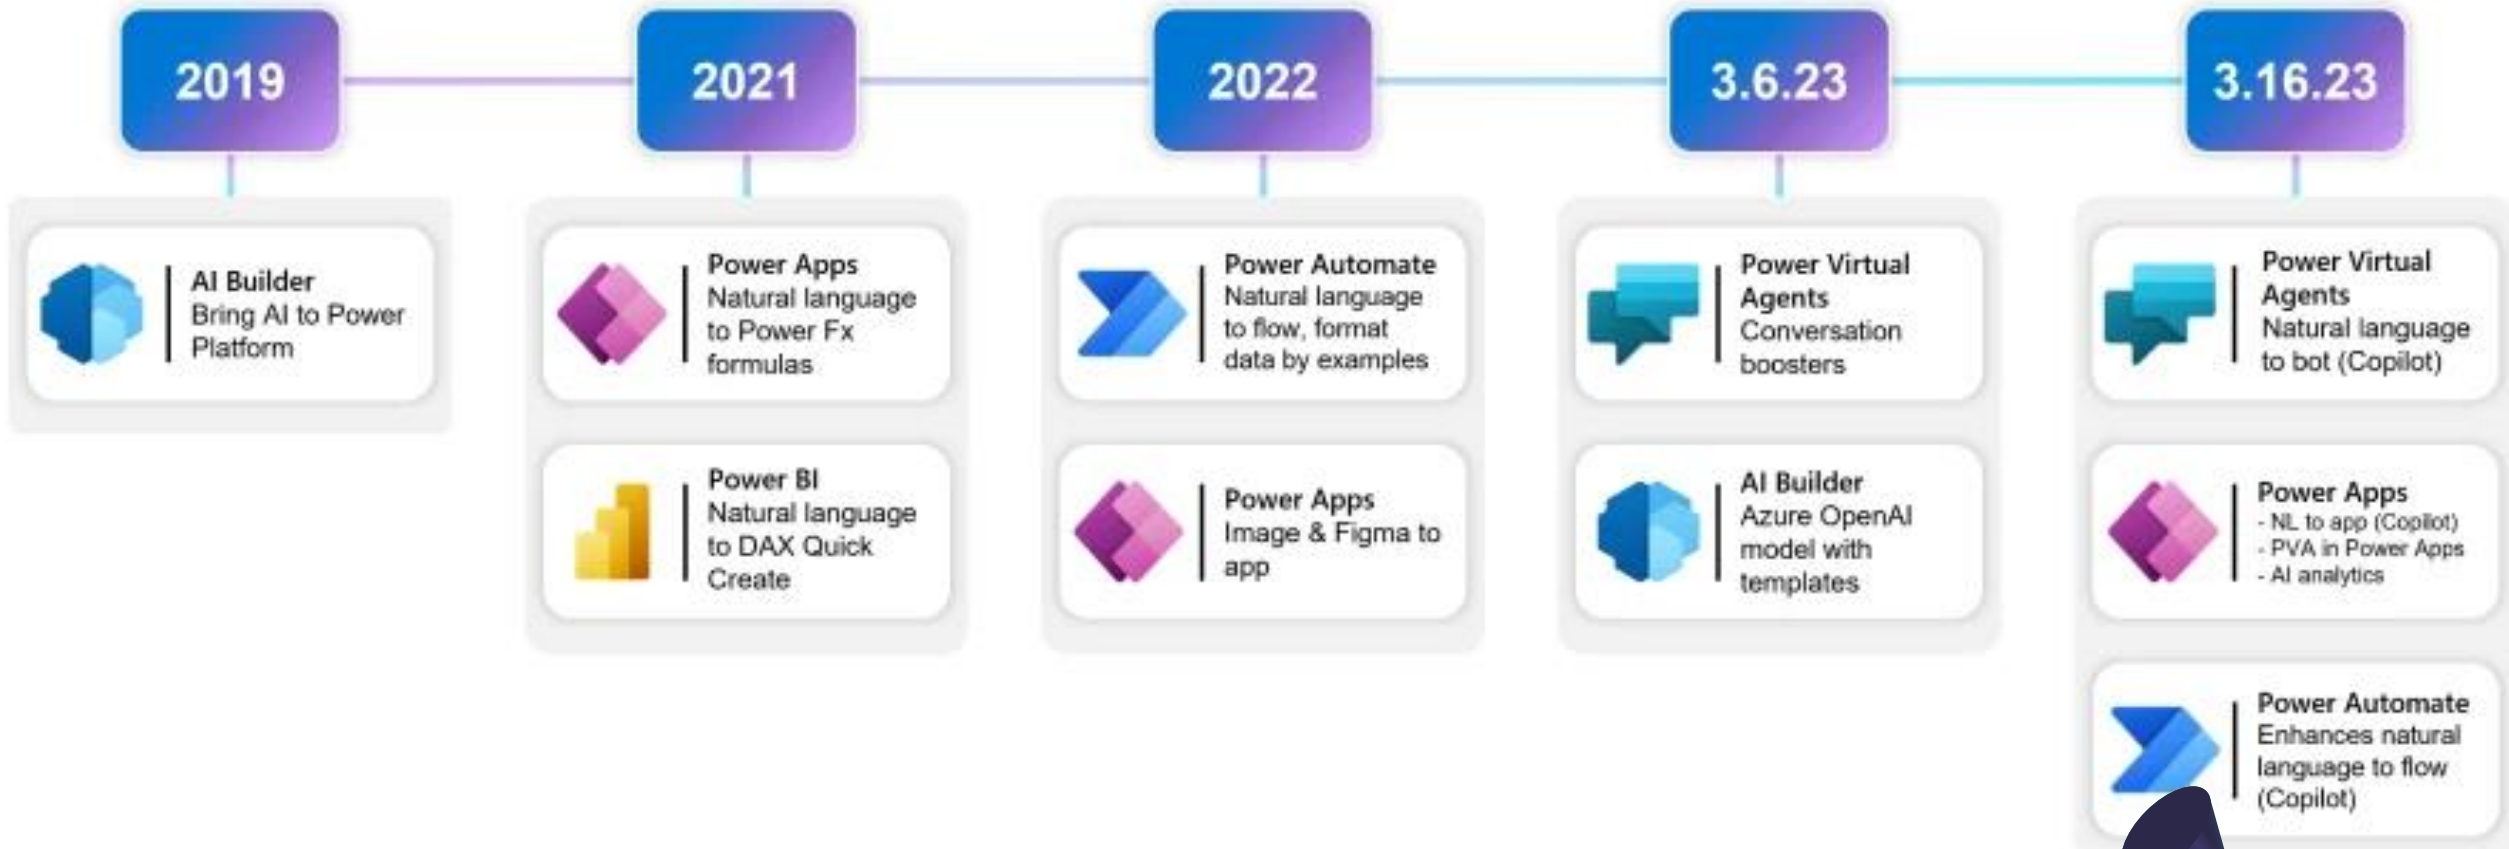 2019
2021
2022
3.6.23
3.16.23
AI Builder
Bring AI to Power
Platform
Power Apps
Natural language
to Power Fx
formulas
Power BI
Natural language
to DAX Quick
Create
Power Automate
Natural language
to flow, format
data by examples
Power Apps
Image & Figma to
app
Power Virtual
Agents
Conversation
boosters
AI Builder
Azure OpenAI
model with
templates
Power Virtual
Agents
Natural language
to bot (Copilot)
Power Apps
- NL to app (Copilot)
- PVA in Power Apps
- AI analytics
Power Automate
Enhances natural
language to flow
(Copilot)